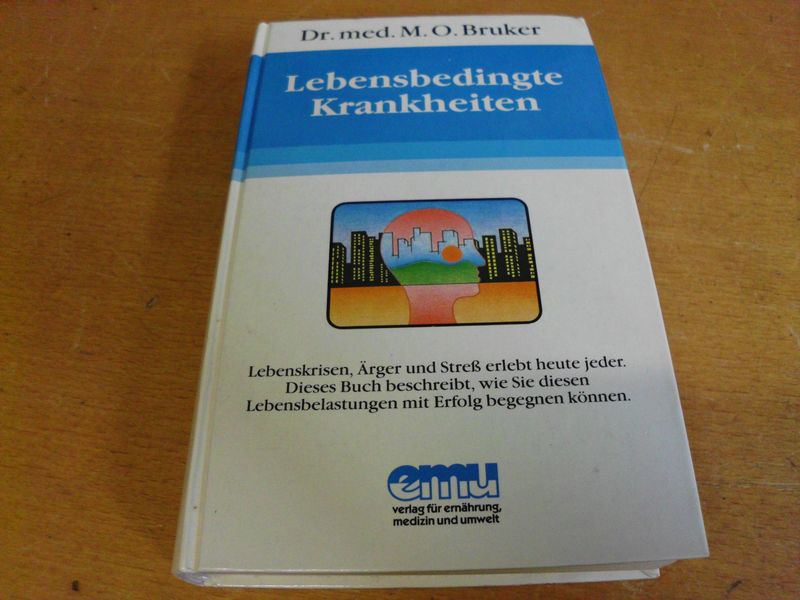 Dr. med. M. O. Bruker
Lebensbedingte
Krankheiten
Lebenskrisen, Ärger und Streß erlebt heute jeder.
Dieses Buch beschreibt, wie Sie diesen
Lebensbelastungen mit Erfolg begegnen können.
emu
verlag für ernährung,
medizin und umwelt